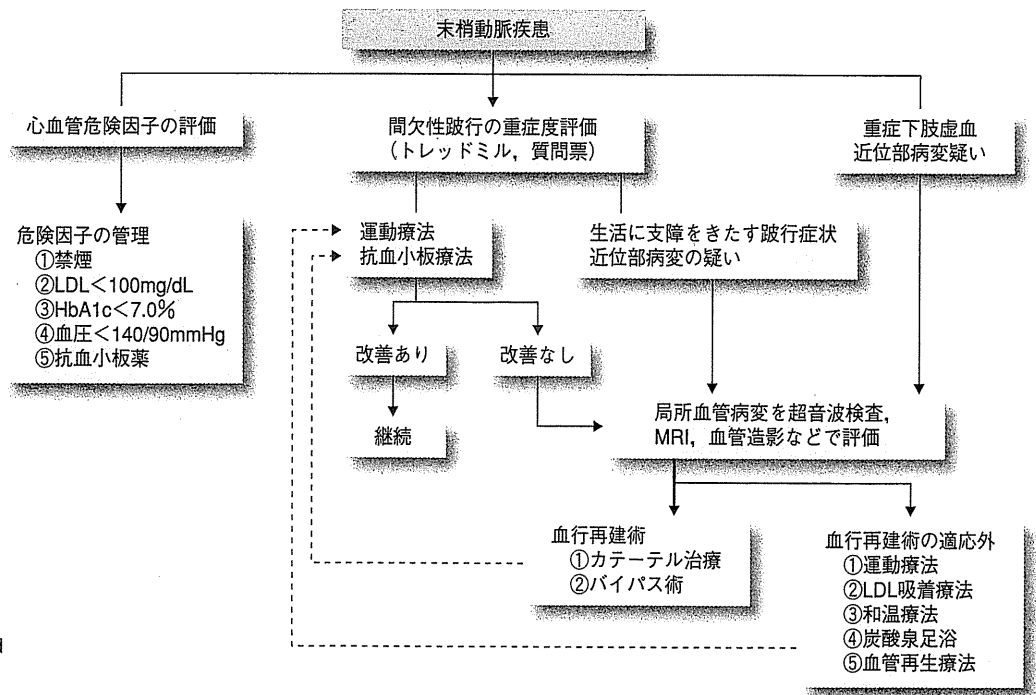 末梢動脈疾患
心血管危険因子の評価
間欠性跛行の重症度評価
(トレッドミル，質問票)
重症下肢虚血
近位部病変疑い
危険因子の管理
①禁煙
②LDL＜100mg/dL
③HbA1c＜7.0％
④血圧＜140/90mmHg
⑤抗血小板薬
運動療法
抗血小板療法
生活に支障をきたす跛行症状
近位部病変の疑い
改善あり
改善なし
継続
局所血管病変を超音波検査，
MRI，血管造影などで評価
血行再建術
①カテーテル治療
②バイパス術
血行再建術の適応外
①運動療法
②LDL吸着療法
③和温療法
④炭酸泉足浴
⑤血管再生療法